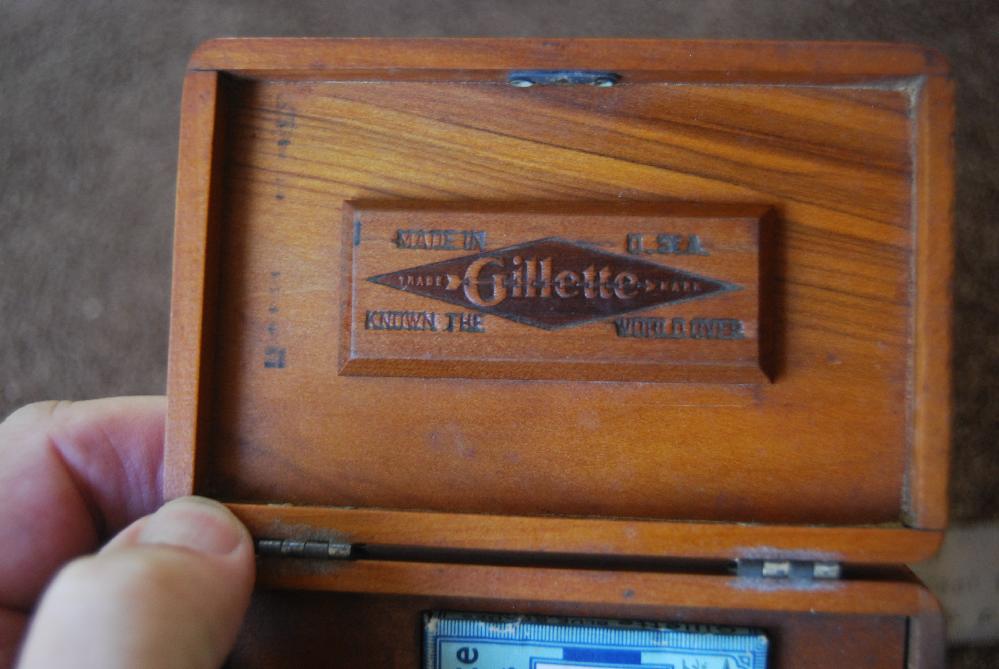 MADE IN U.S.A.
TRADE Gillette MARK
KNOWN THE WORLD OVER